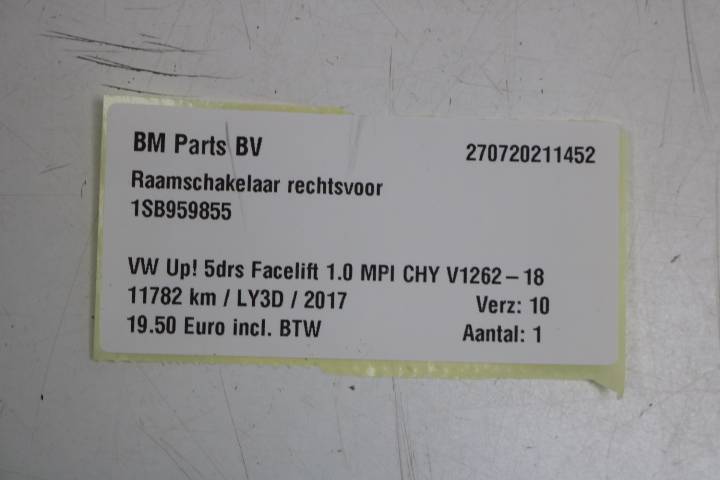 BM Parts BV 270720211452
Raamschakelaar rechtsvoor
1SB959855
VW Up! 5drs Facelift 1.0 MPI CHY V1262-18
11782 km / LY3D / 2017 Verz: 10
19.50 Euro incl. BTW Aantal: 1